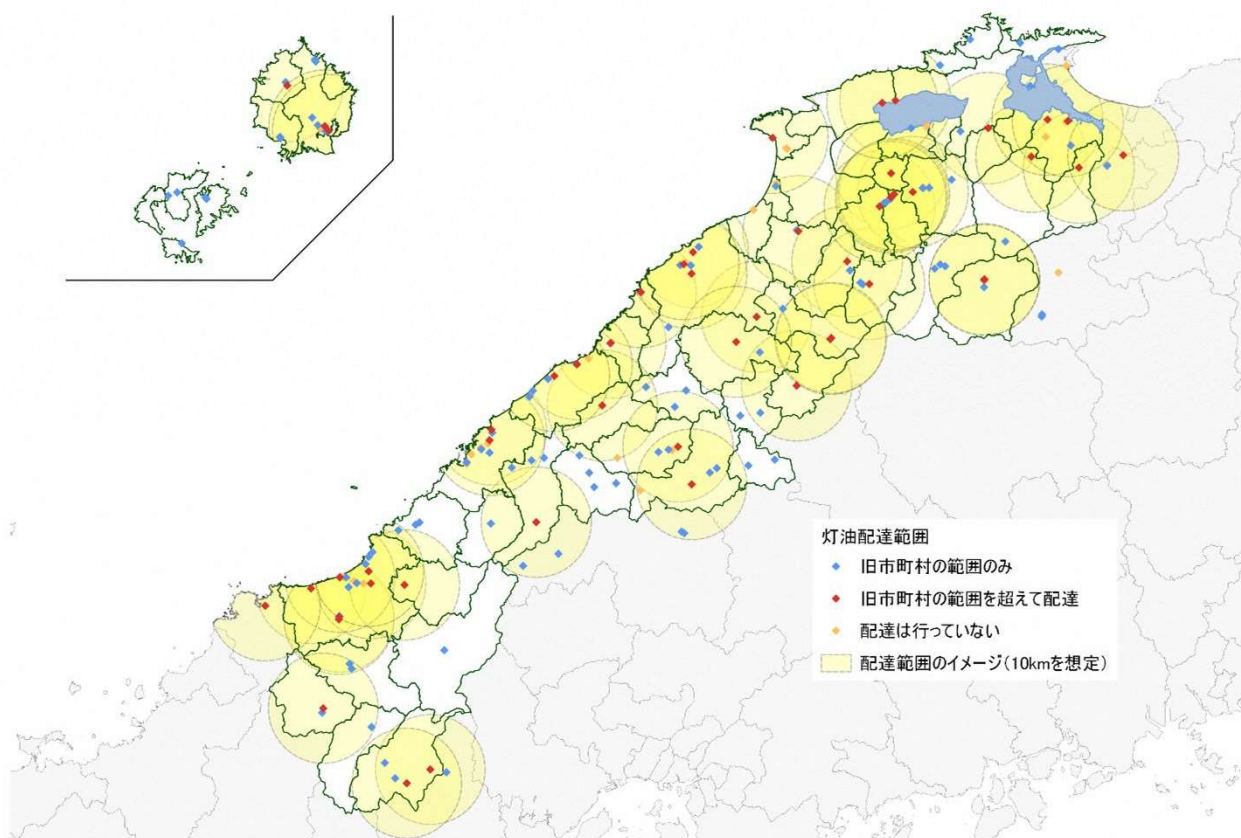 灯油配達範囲
旧市町村の範囲のみ
旧市町村の範囲を超えて配達
配達は行っていない
配達範囲のイメージ(10kmを想定)